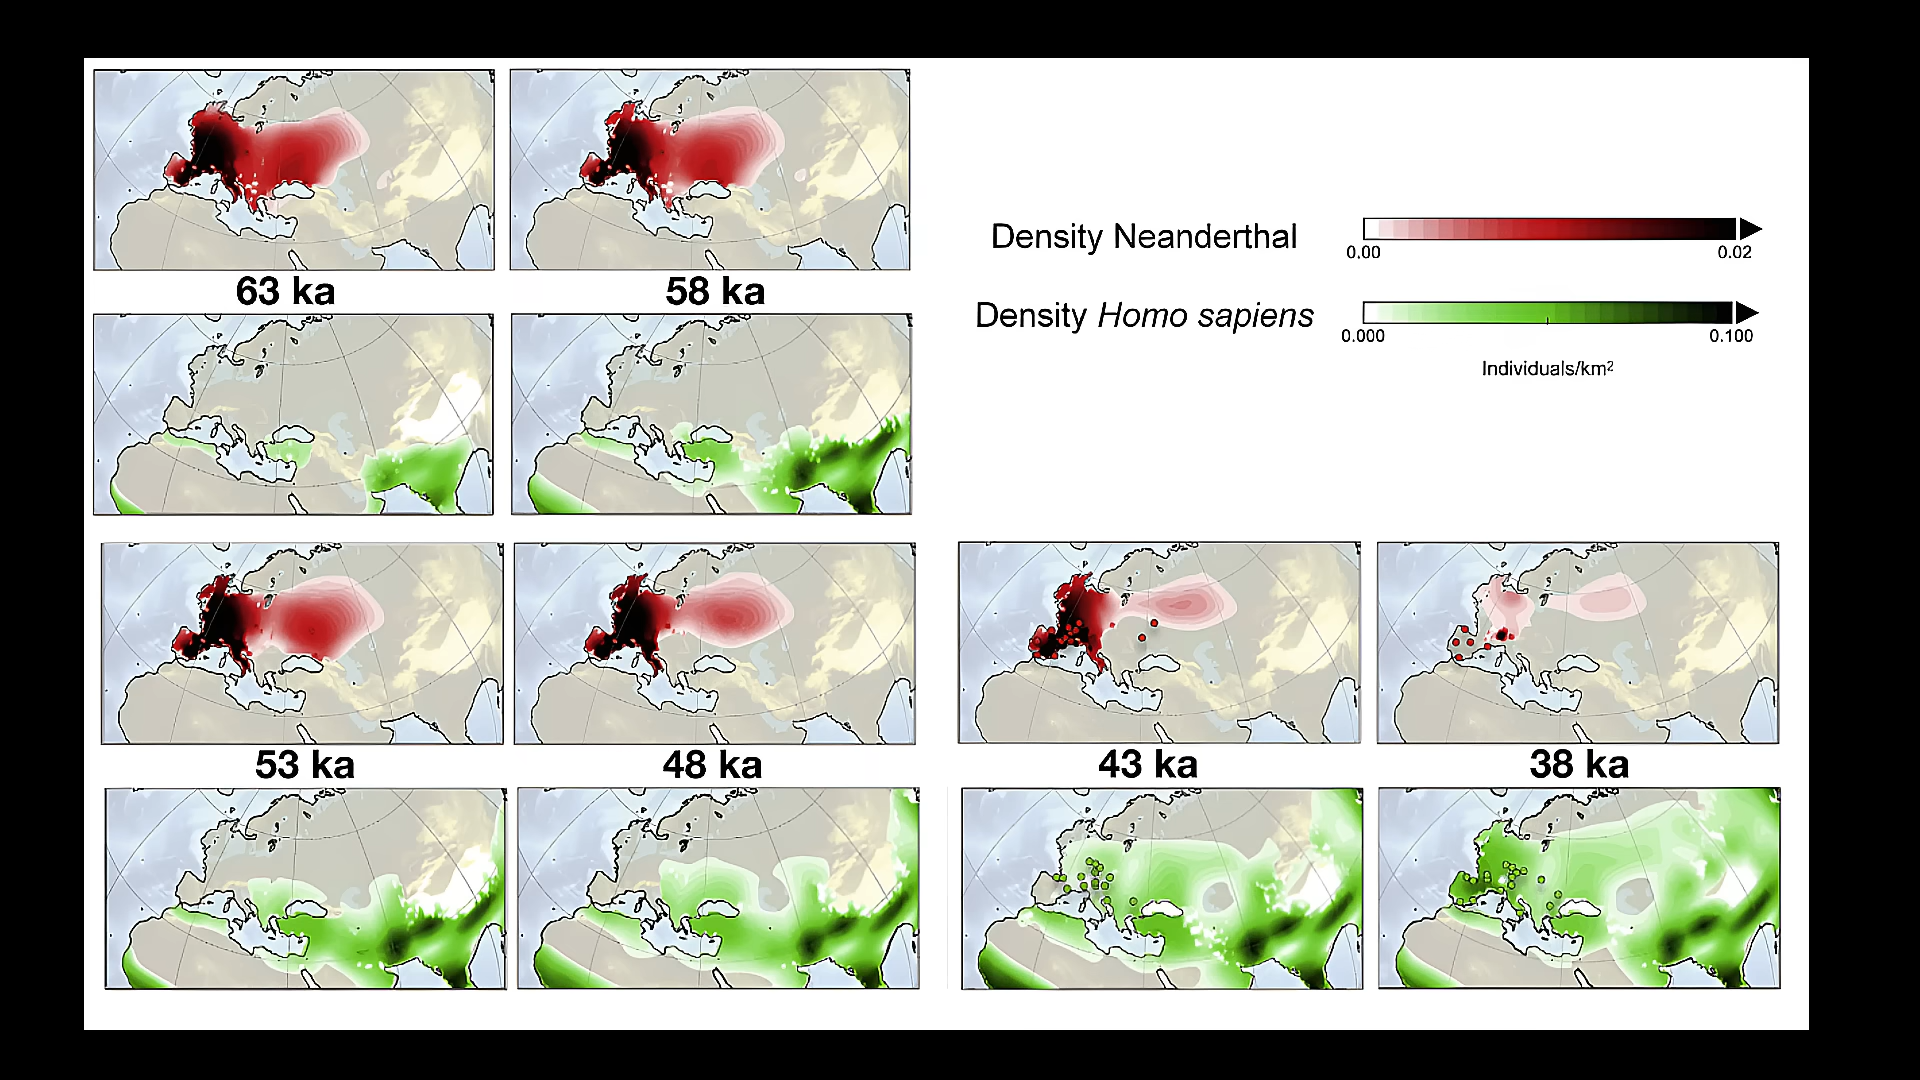 63 ka
58 ka
Density Neanderthal
0.00
0.02
Density Homo sapiens
0.000
0.100
Individuals/km²
53 ka
48 ka
43 ka
38 ka